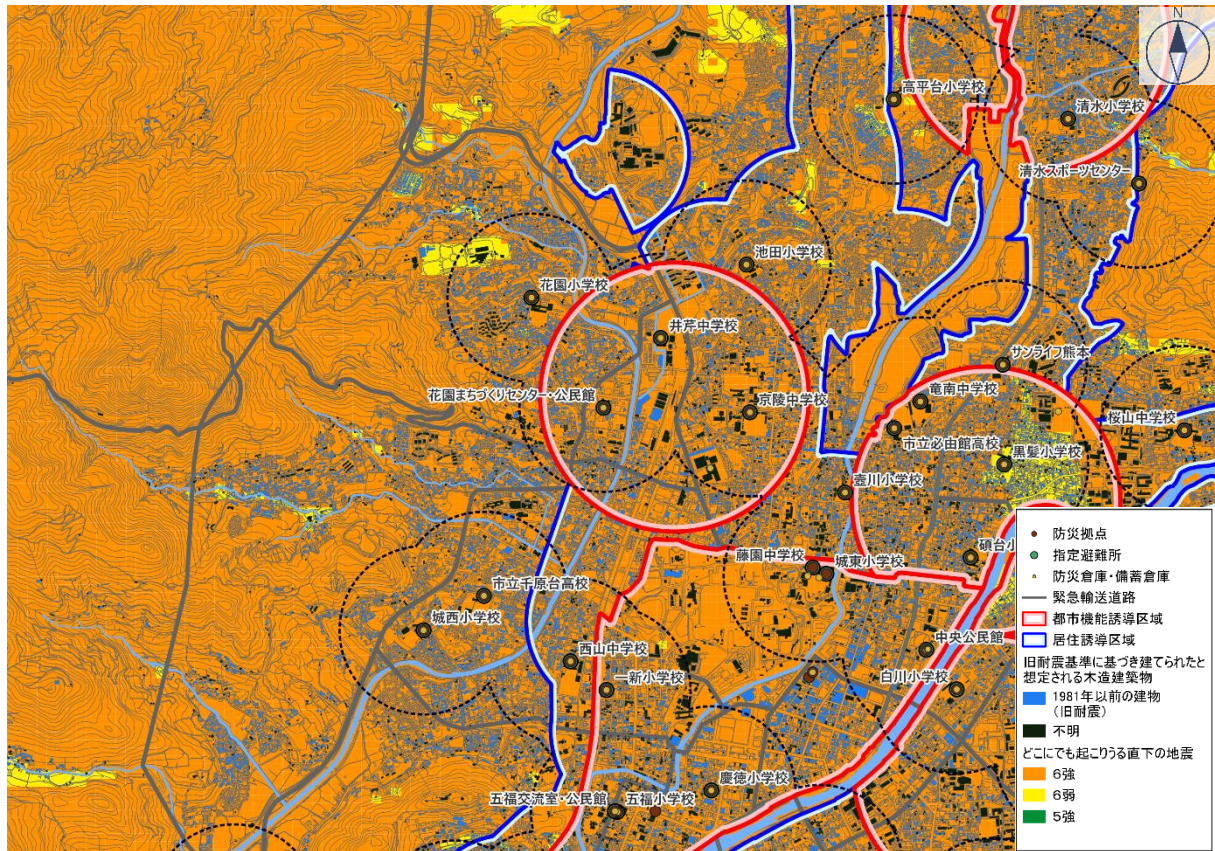 N
高平台小学校
清水小学校
清水スポーツセンター
池田小学校
花園小学校
井芹中学校
サンライフ熊本
花園まちづくりセンター・公民館
京陵中学校
竜南中学校
桜山中学校
市立必由館高校
黒髪小学校
壺川小学校
藤園中学校
城東小学校
碩台小
市立千原台高校
城西小学校
中央公民館
西山中学校
一新小学校
白川小学校
慶徳小学校
五福交流室・公民館
五福小学校
防災拠点
指定避難所
防災倉庫・備蓄倉庫
緊急輸送道路
都市機能誘導区域
居住誘導区域
旧耐震基準に基づき建てられたと
想定される木造建築物
1981年以前の建物
(旧耐震)
不明
どこにでも起こりうる直下の地震
6強
6弱
5強